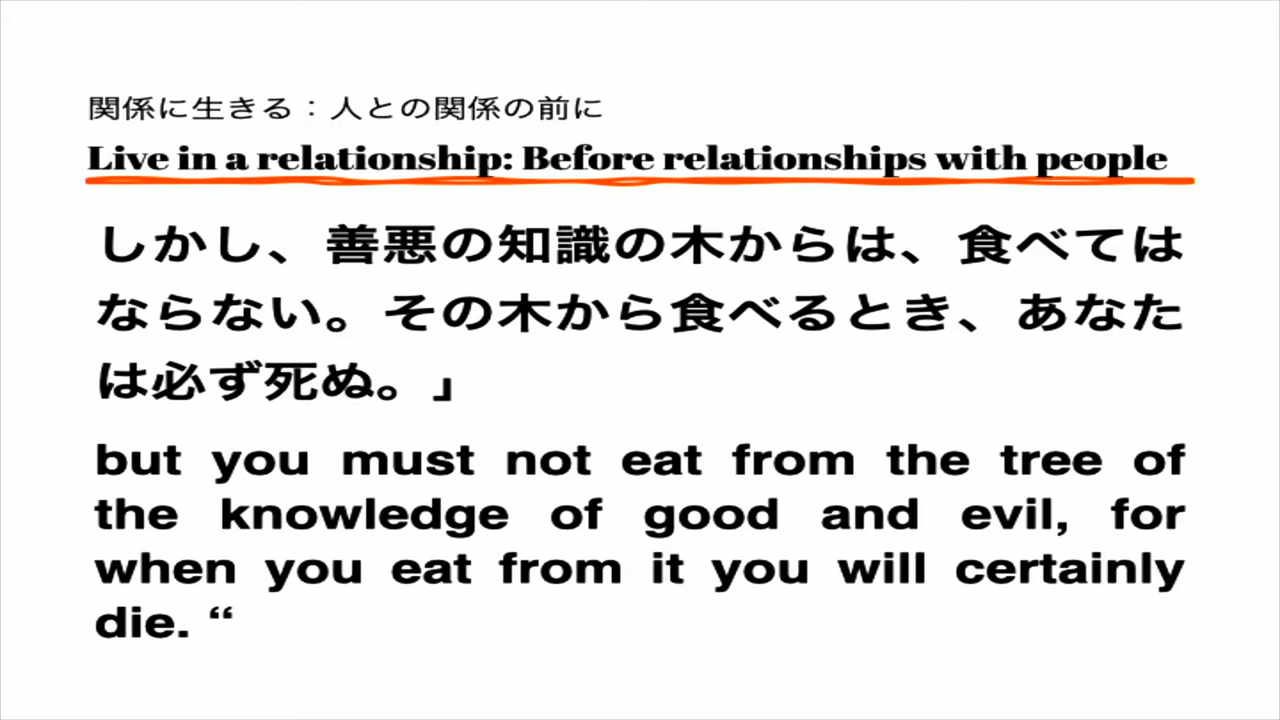 関係に生きる：人との関係の前に
Live in a relationship: Before relationships with people
しかし、善悪の知識の木からは、食べては
ならない。その木から食べるとき、あなた
は必ず死ぬ。」
but you must not eat from the tree of
the knowledge of good and evil, for
when you eat from it you will certainly
die. “